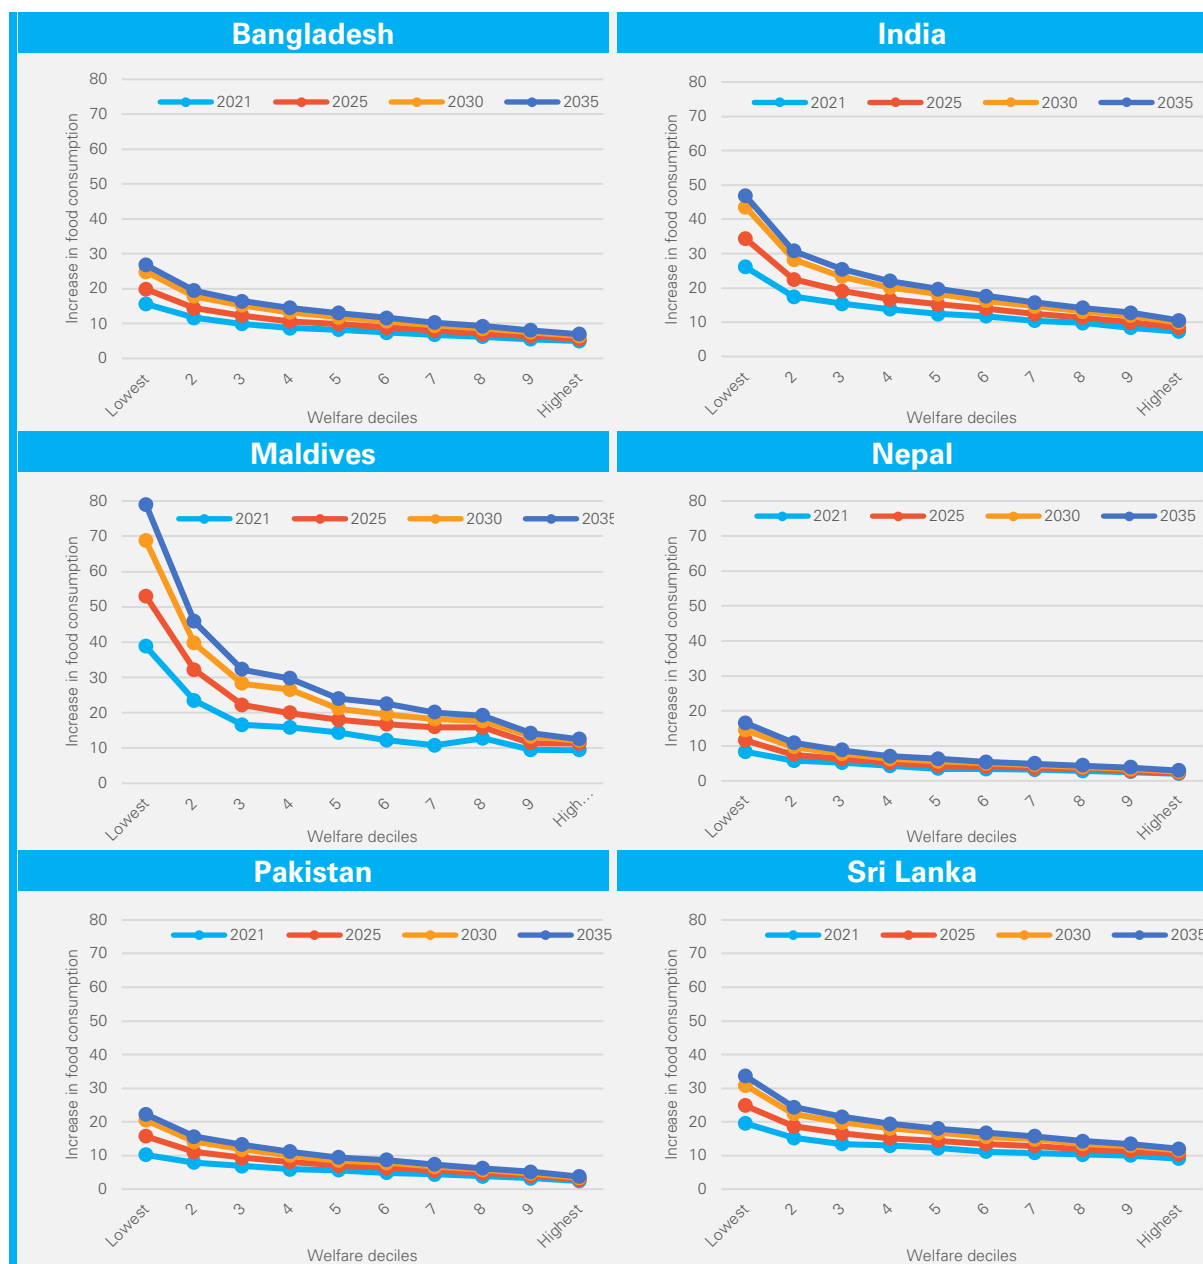 Bangladesh
Increase in food consumption
80
70
60
50
40
30
20
10
0
2021 2025 2030 2035
Lowest 2 3 4 5 6 7 8 9 Highest
Welfare deciles
India
Increase in food consumption
80
70
60
50
40
30
20
10
0
2021 2025 2030 2035
Lowest 2 3 4 5 6 7 8 9 Highest
Welfare deciles
Maldives
Increase in food consumption
80
70
60
50
40
30
20
10
0
2021 2025 2030 2035
Lowest 2 3 4 5 6 7 8 9 High...
Welfare deciles
Nepal
Increase in food consumption
80
70
60
50
40
30
20
10
0
2021 2025 2030 2035
Lowest 2 3 4 5 6 7 8 9 Highest
Welfare deciles
Pakistan
Increase in food consumption
80
70
60
50
40
30
20
10
0
2021 2025 2030 2035
Lowest 2 3 4 5 6 7 8 9 Highest
Welfare deciles
Sri Lanka
Increase in food consumption
80
70
60
50
40
30
20
10
0
2021 2025 2030 2035
Lowest 2 3 4 5 6 7 8 9 Highest
Welfare deciles